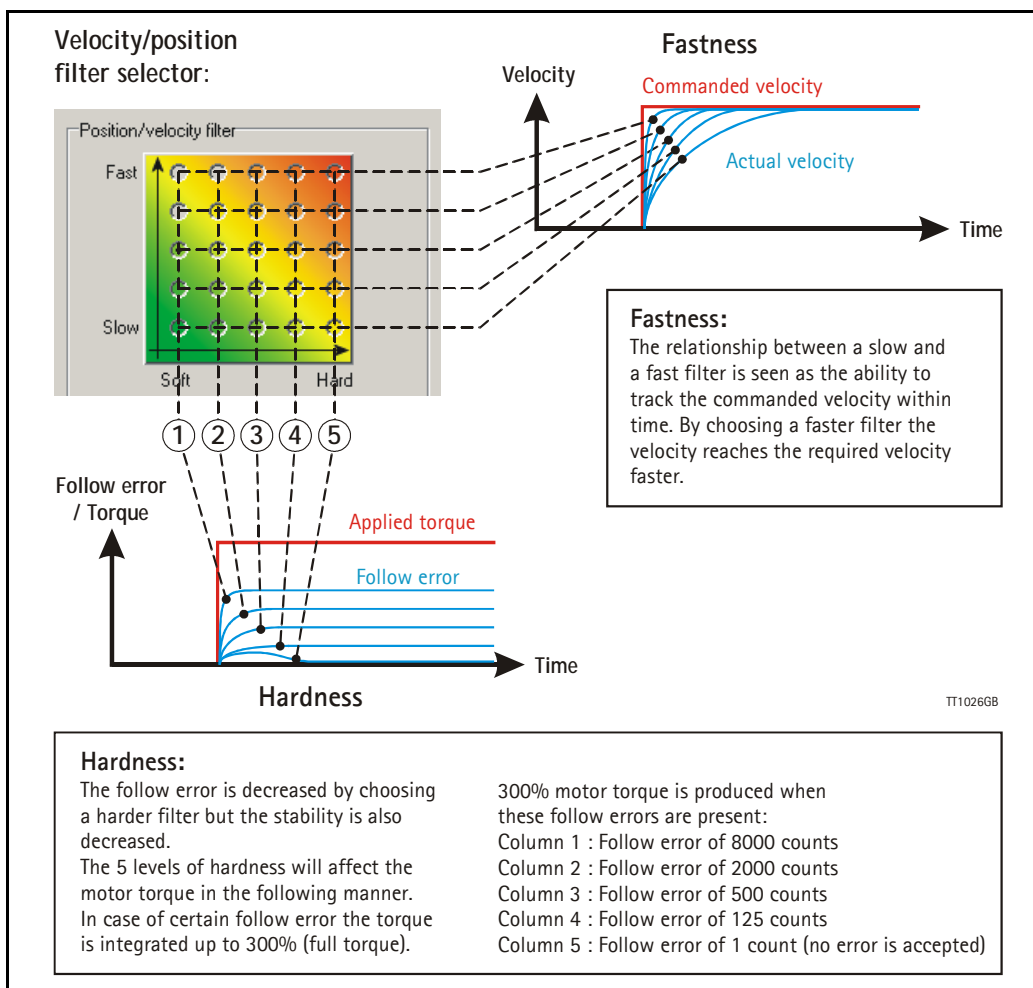 Velocity/position
filter selector:
Position/velocity filter
Fast
Slow
Soft
Hard
1 2 3 4 5
Fastness
Velocity
Commanded velocity
Actual velocity
Time
Fastness:
The relationship between a slow and
a fast filter is seen as the ability to
track the commanded velocity within
time. By choosing a faster filter the
velocity reaches the required velocity
faster.
Follow error
/ Torque
Applied torque
Follow error
Time
Hardness
TT1026GB
Hardness:
The follow error is decreased by choosing
a harder filter but the stability is also
decreased.
The 5 levels of hardness will affect the
motor torque in the following manner.
In case of certain follow error the torque
is integrated up to 300% (full torque).
300% motor torque is produced when
these follow errors are present:
Column 1 : Follow error of 8000 counts
Column 2 : Follow error of 2000 counts
Column 3 : Follow error of 500 counts
Column 4 : Follow error of 125 counts
Column 5 : Follow error of 1 count (no error is accepted)